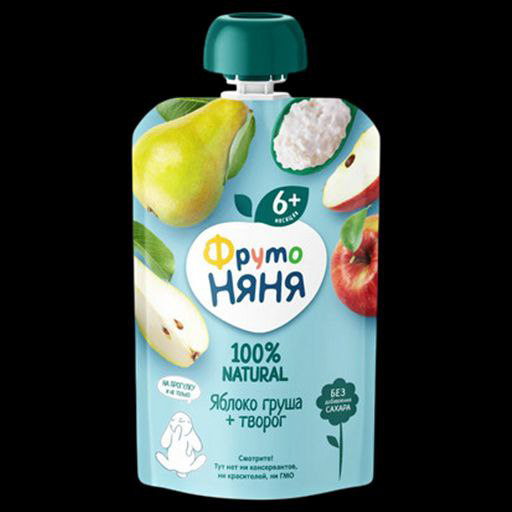 6+
месяцев
Фруто
Няня
100%
NATURAL
Яблоко груша
+ творог
НА ПРОГУЛКУ
И НЕ ТОЛЬКО
БЕЗ
добавления
САХАРА
Смотрите!
Тут нет ни консервантов,
ни красителей, ни ГМО